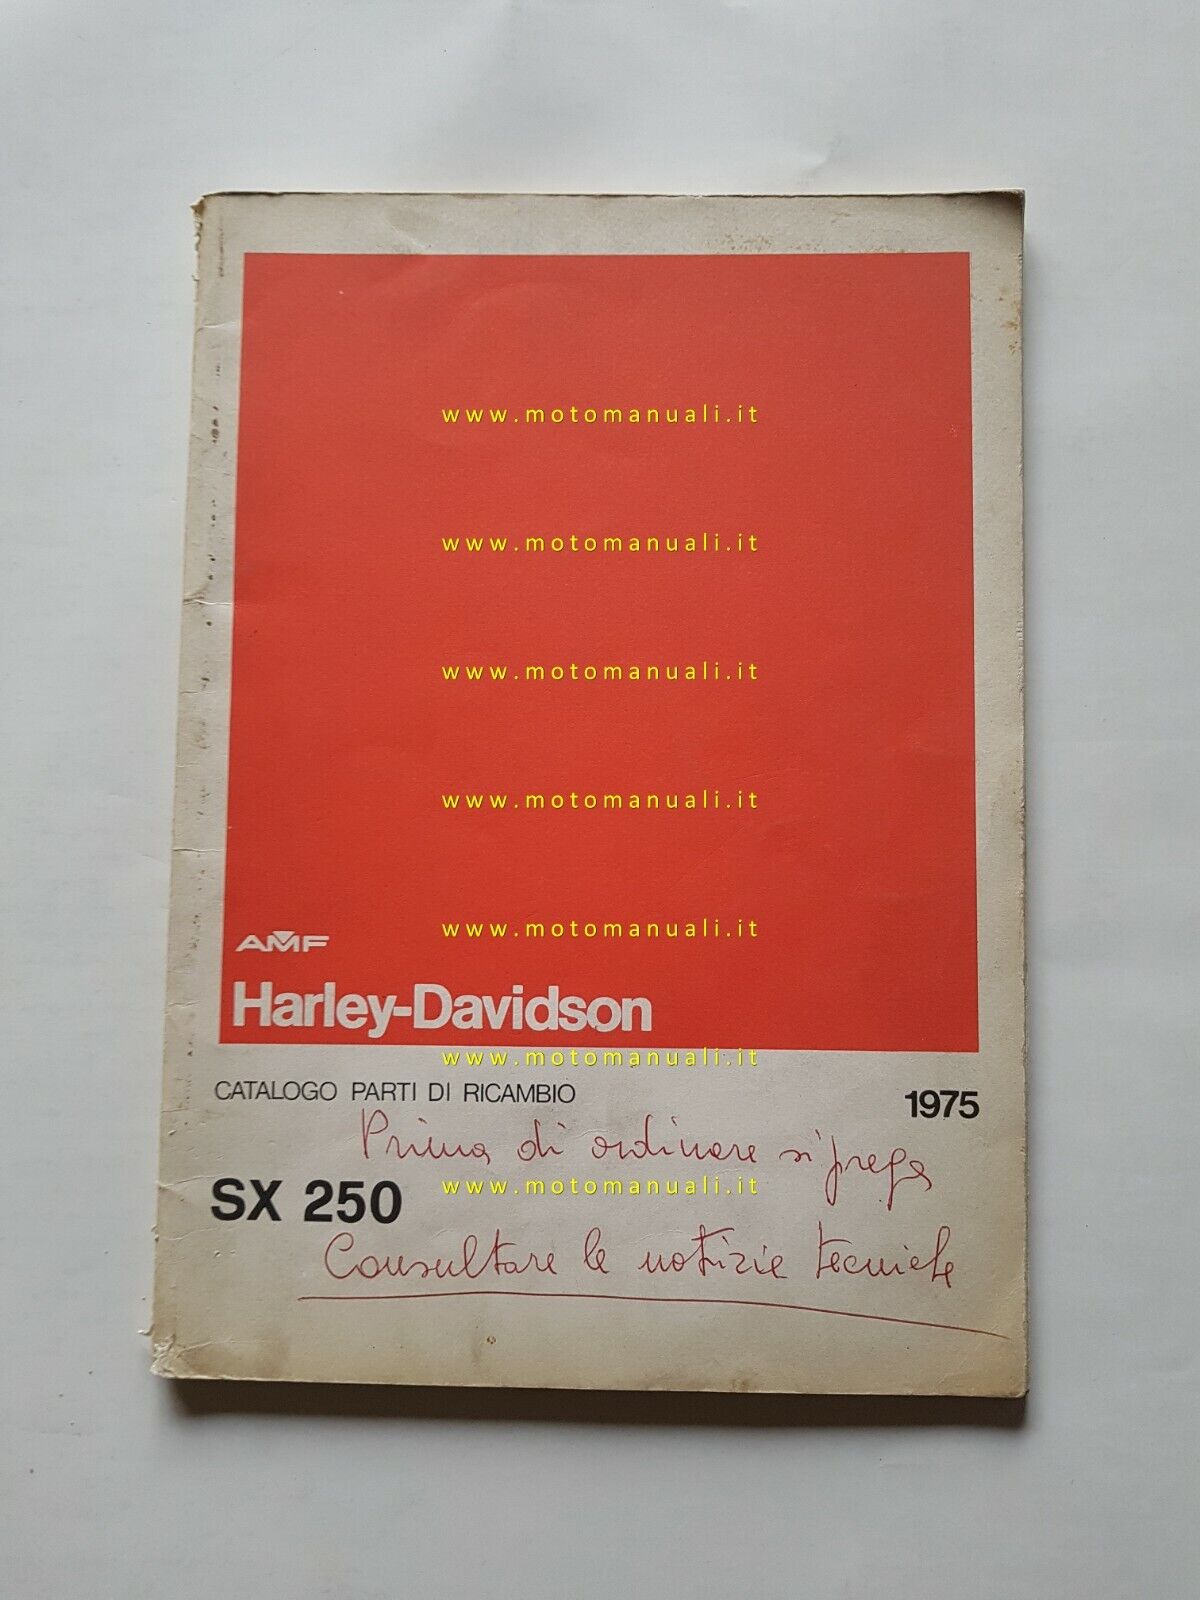 www.motomanuali.it
www.motomanuali.it
www.motomanuali.it
www.motomanuali.it
AMF
www.motomanuali.it
Harley-Davidson
www.motomanuali.it
CATALOGO PARTI DI RICAMBIO 1975
Prima di ordinare si prega
www.motomanuali.it
SX 250
Consultare le notizie tecniche